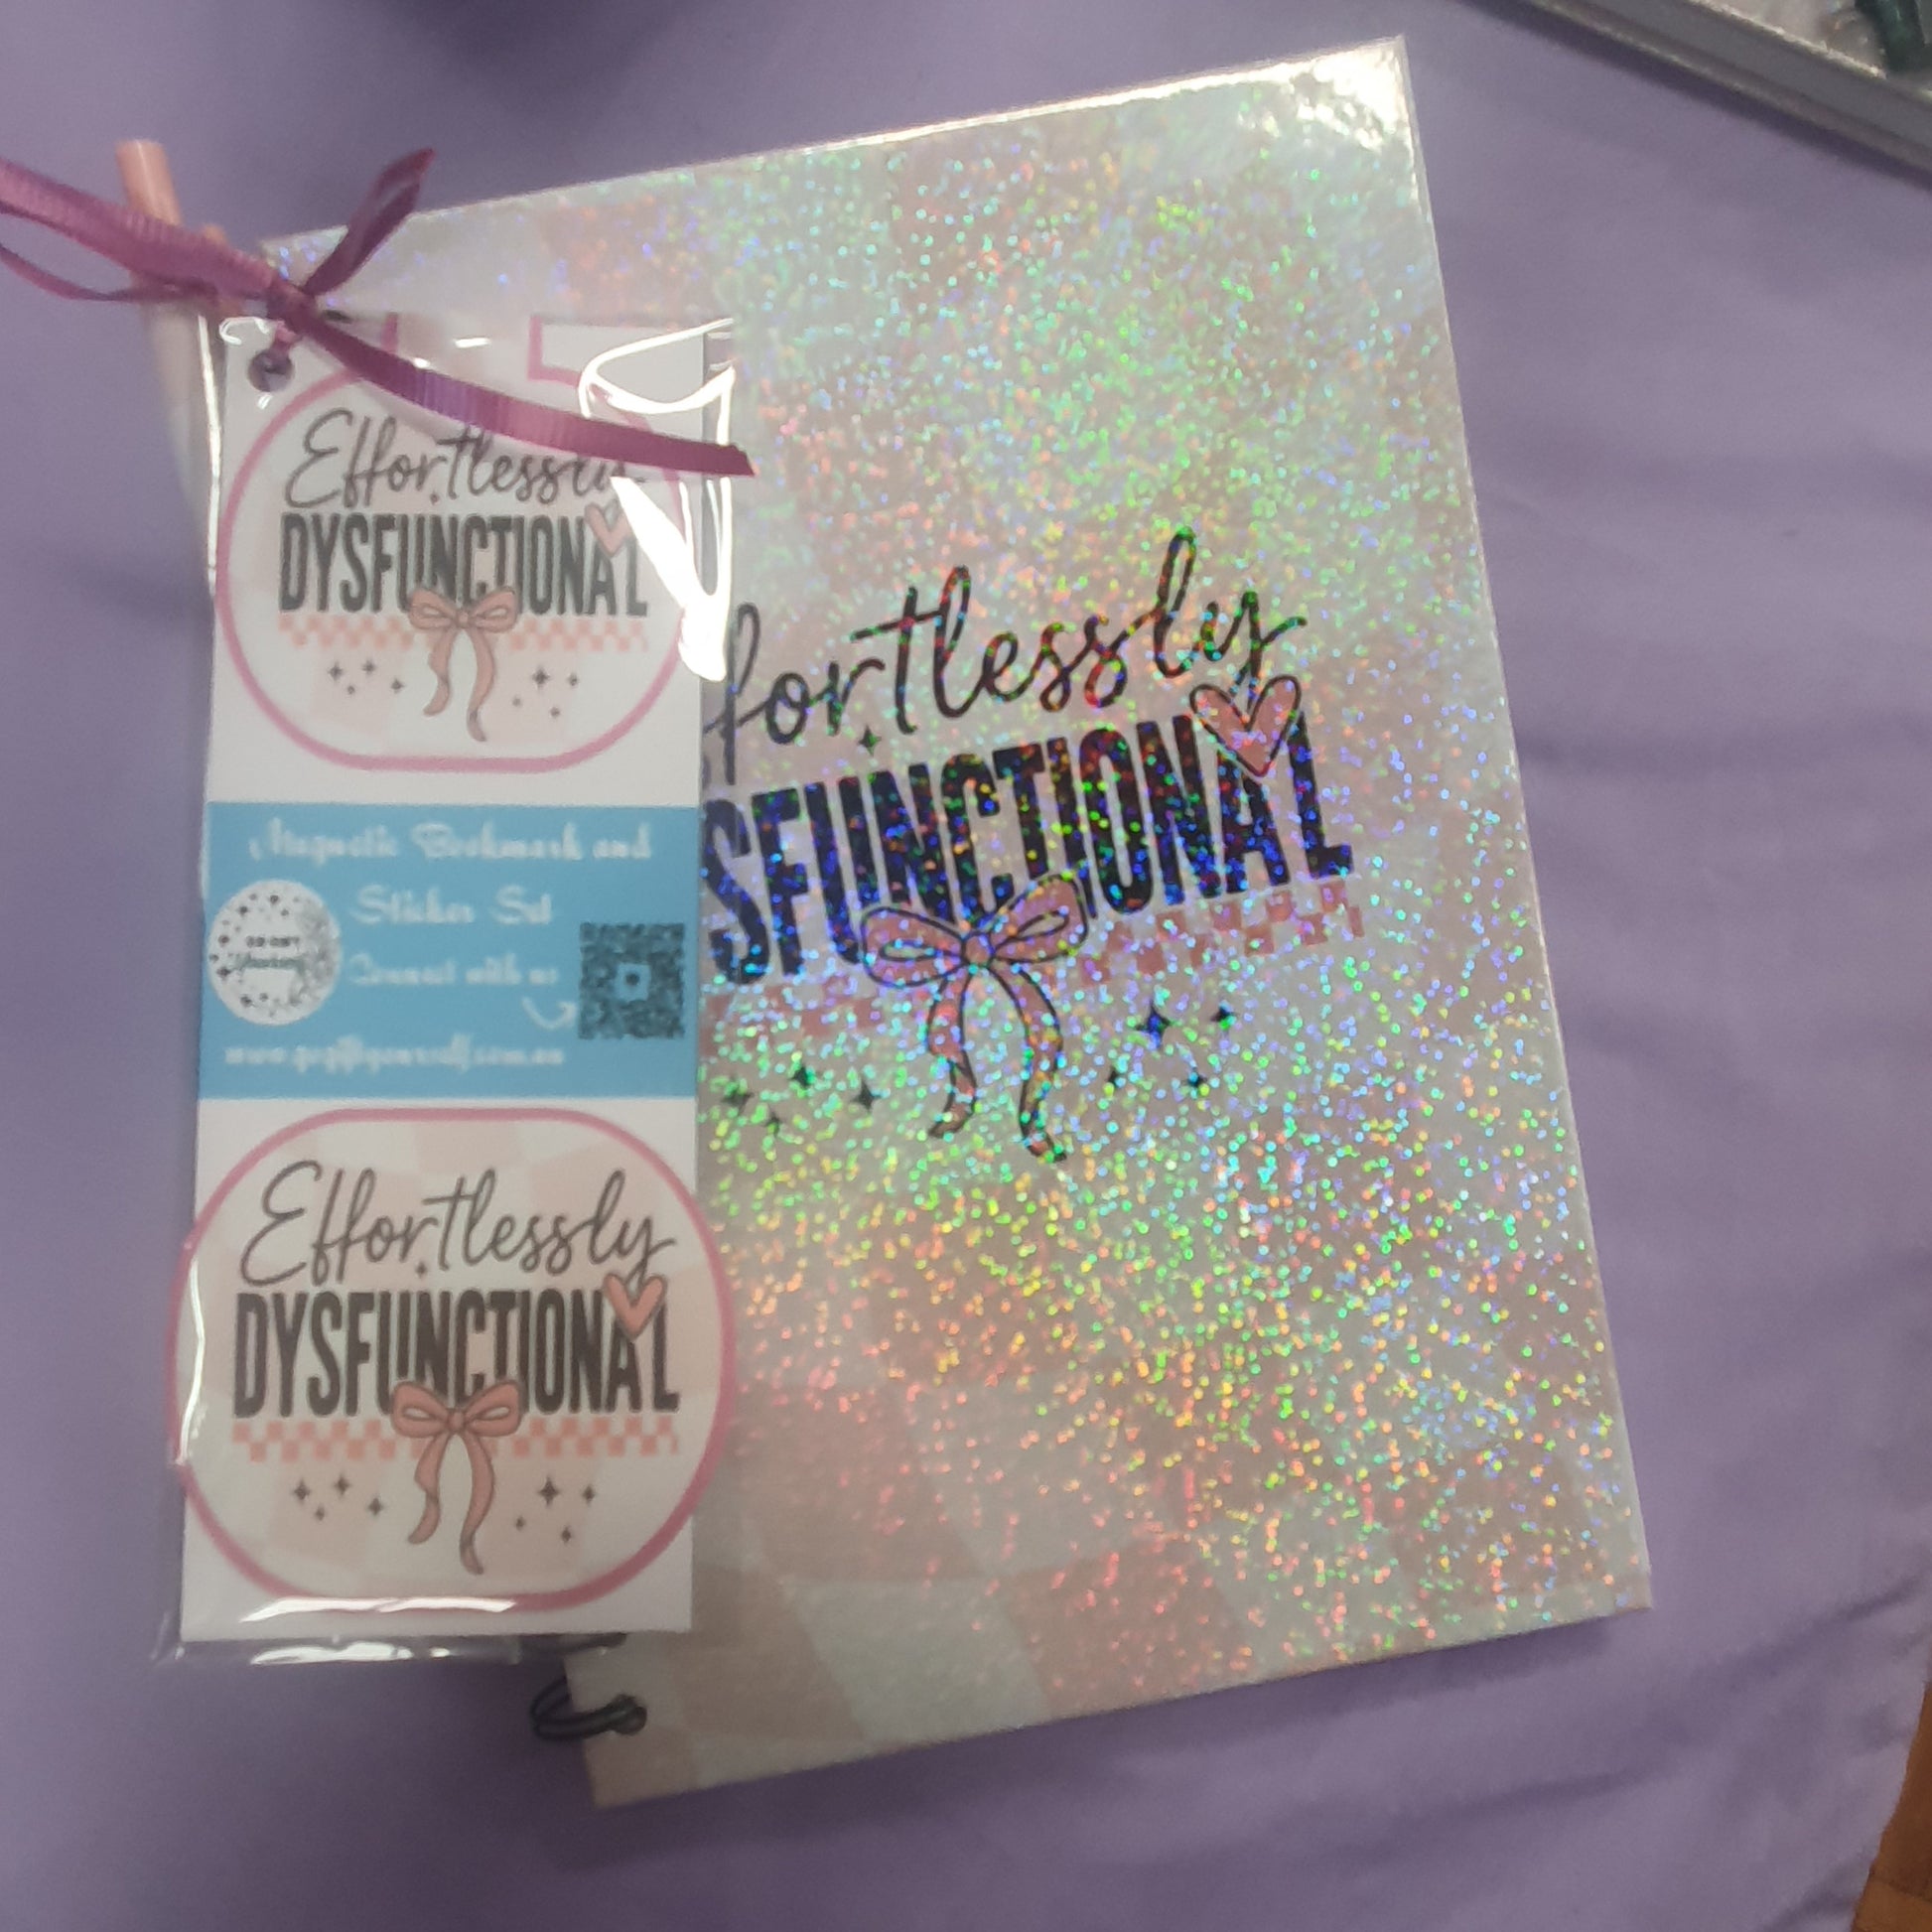 Effortlessly
DYSFUNCTIONAL
Magnetic Bookmark and
Sticker Set
Connect with us
Effortlessly
DYSFUNCTIONAL
fortlessly
SFUNCTIONAL